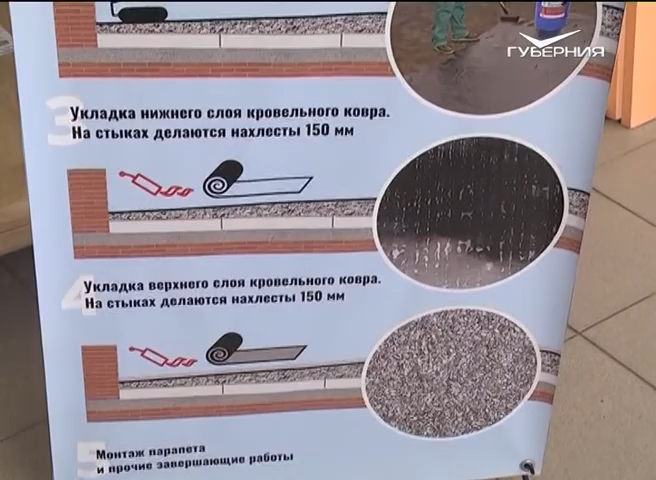 ГУБЕРНИЯ
3 Укладка нижнего слоя кровельного ковра.
На стыках делаются нахлесты 150 мм
4 Укладка верхнего слоя кровельного ковра.
На стыках делаются нахлесты 150 мм
5 Монтаж парапета
и прочие завершающие работы